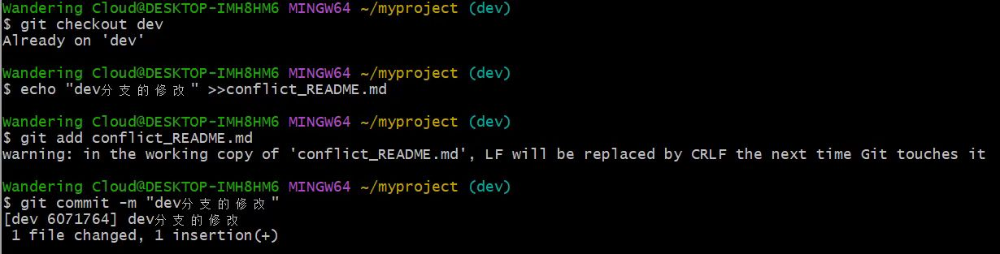 Wandering Cloud@DESKTOP-IMH8HM6 MINGW64 ~/myproject (dev)
$ git checkout dev
Already on 'dev'
Wandering Cloud@DESKTOP-IMH8HM6 MINGW64 ~/myproject (dev)
$ echo "dev分支的修改" >>conflict_README.md
Wandering Cloud@DESKTOP-IMH8HM6 MINGW64 ~/myproject (dev)
$ git add conflict_README.md
warning: in the working copy of 'conflict_README.md', LF will be replaced by CRLF the next time Git touches it
Wandering Cloud@DESKTOP-IMH8HM6 MINGW64 ~/myproject (dev)
$ git commit -m "dev分支的修改"
[dev 6071764] dev分支的修改
 1 file changed, 1 insertion(+)